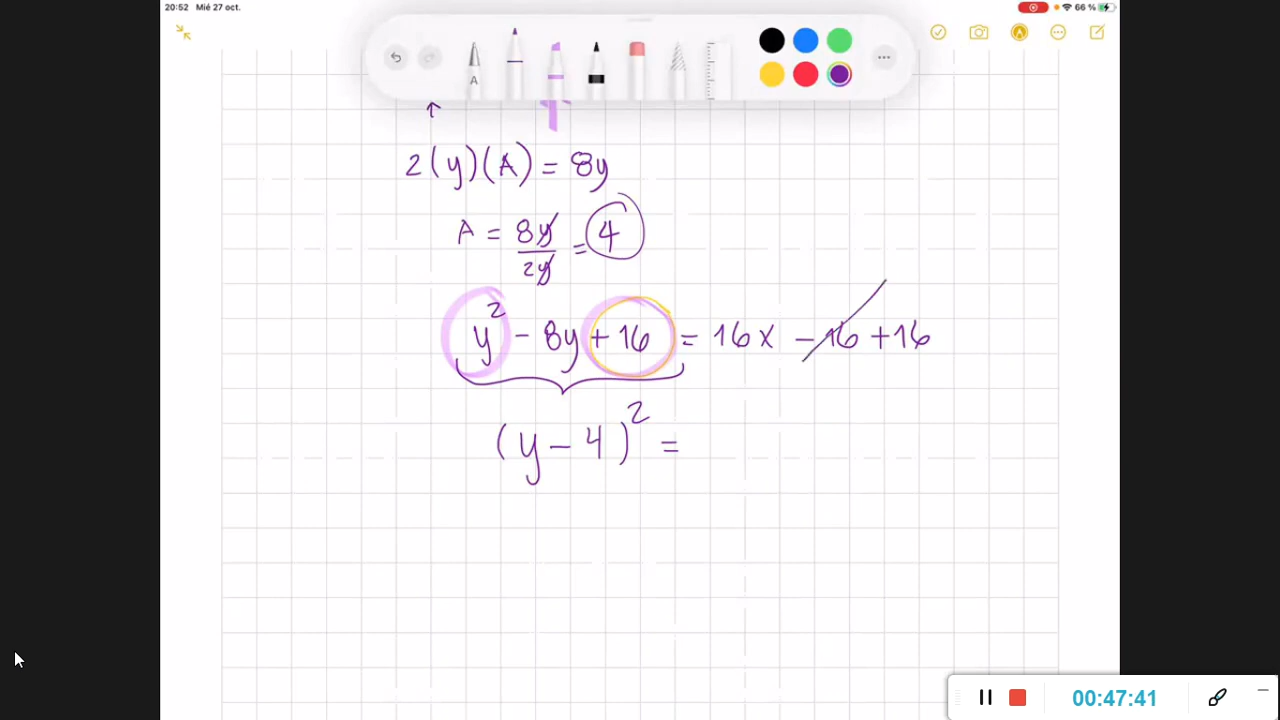 20:52 Mié 27 oct.
66 %
A
2(y)(A) = 8y
A = 8y/2y = 4
y² - 8y + 16 = 16x - 16 + 16
(y - 4)² =
00:47:41